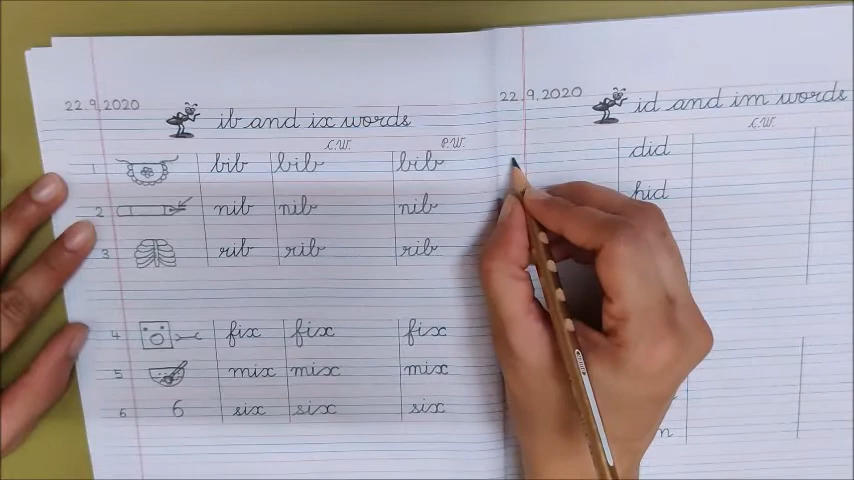 22.9.2020
ib and ix words
C.W. P.W.
1 bib bib bib
2 nib nib nib
3 rib rib rib
4 fix fix fix
5 mix mix mix
6 6 six six six
22.9.2020
id and im words
C.W.
did
hid